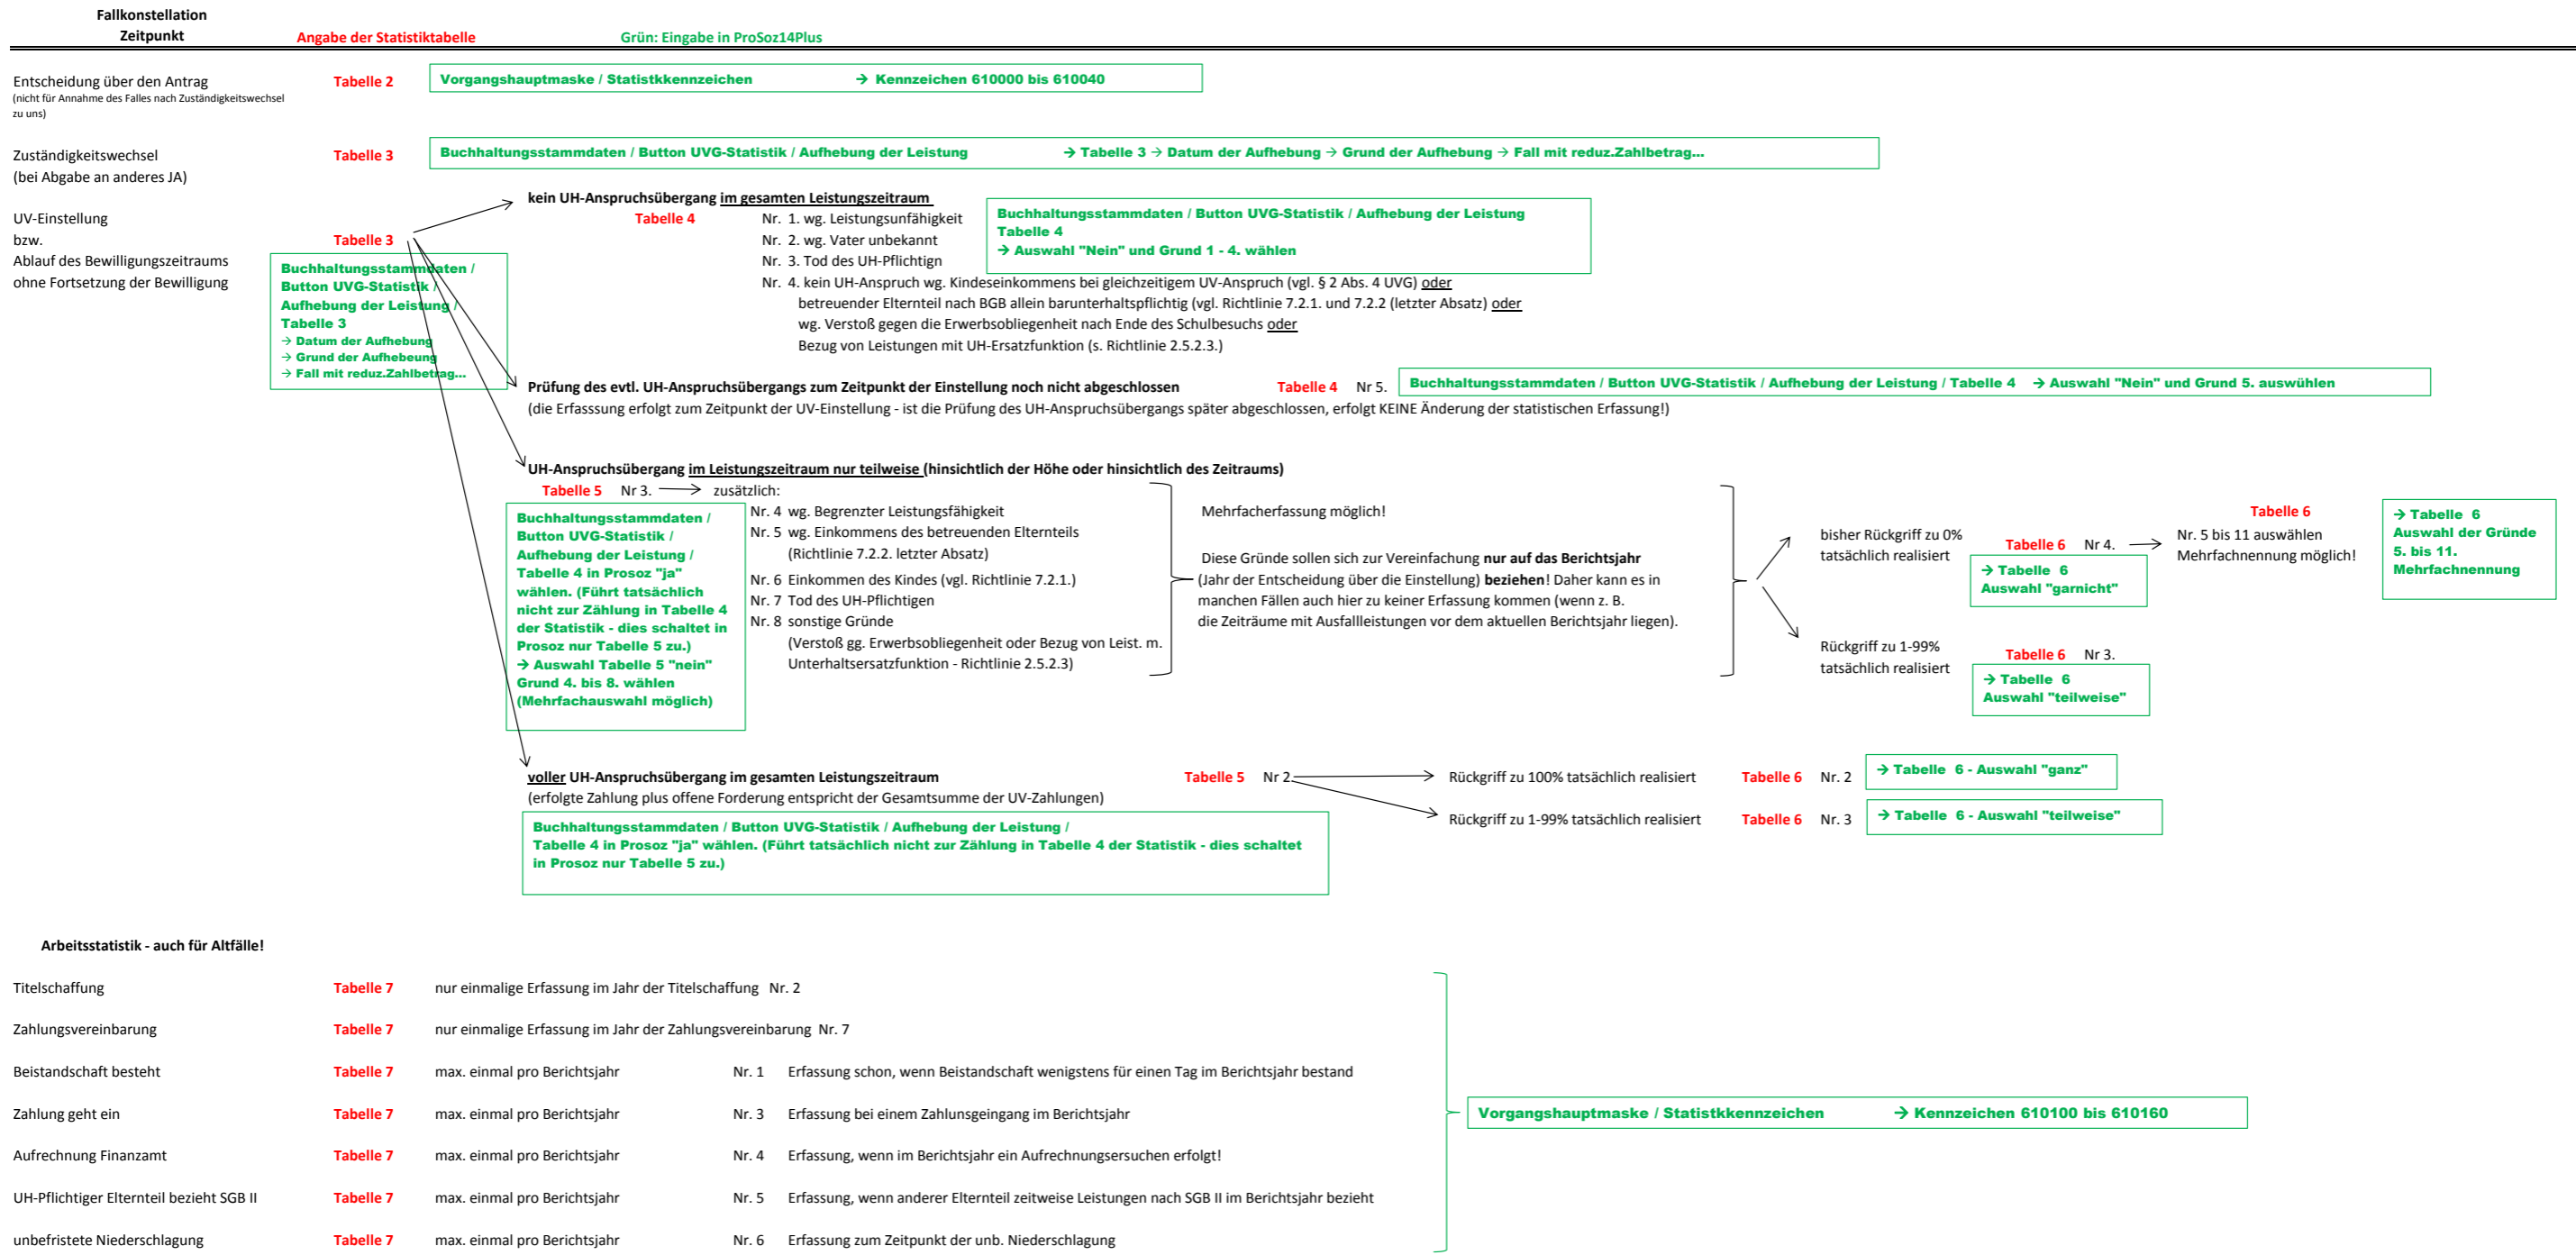 Fallkonstellation
Zeitpunkt
Angabe der Statistiktabelle
Grün: Eingabe in ProSoz14Plus
Entscheidung über den Antrag
(nicht für Annahme des Falles nach Zuständigkeitswechsel
zu uns)
Tabelle 2
Vorgangshauptmaske / Statistkkennzeichen → Kennzeichen 610000 bis 610040
Zuständigkeitswechsel
(bei Abgabe an anderes JA)
Tabelle 3
Buchhaltungsstammdaten / Button UVG-Statistik / Aufhebung der Leistung → Tabelle 3 → Datum der Aufhebung → Grund der Aufhebung → Fall mit reduz.Zahlbetrag...
UV-Einstellung
bzw.
Ablauf des Bewilligungszeitraums
ohne Fortsetzung der Bewilligung
Tabelle 3
Buchhaltungsstammdaten /
Button UVG-Statistik /
Aufhebung der Leistung /
Tabelle 3
→ Datum der Aufhebung
→ Grund der Aufhebeung
→ Fall mit reduz.Zahlbetrag...
kein UH-Anspruchsübergang im gesamten Leistungszeitraum
Tabelle 4
Nr. 1. wg. Leistungsunfähigkeit
Nr. 2. wg. Vater unbekannt
Nr. 3. Tod des UH-Pflichtign
Nr. 4. kein UH-Anspruch wg. Kindeseinkommens bei gleichzeitigem UV-Anspruch (vgl. § 2 Abs. 4 UVG) oder
betreuender Elternteil nach BGB allein barunterhaltspflichtig (vgl. Richtlinie 7.2.1. und 7.2.2 (letzter Absatz) oder
wg. Verstoß gegen die Erwerbsobliegenheit nach Ende des Schulbesuchs oder
Bezug von Leistungen mit UH-Ersatzfunktion (s. Richtlinie 2.5.2.3.)
Buchhaltungsstammdaten / Button UVG-Statistik / Aufhebung der Leistung
Tabelle 4
→ Auswahl "Nein" und Grund 1 - 4. wählen
Prüfung des evtl. UH-Anspruchsübergangs zum Zeitpunkt der Einstellung noch nicht abgeschlossen
Tabelle 4 Nr 5.
Buchhaltungsstammdaten / Button UVG-Statistik / Aufhebung der Leistung / Tabelle 4 → Auswahl "Nein" und Grund 5. auswühlen
(die Erfasssung erfolgt zum Zeitpunkt der UV-Einstellung - ist die Prüfung des UH-Anspruchsübergangs später abgeschlossen, erfolgt KEINE Änderung der statistischen Erfassung!)
UH-Anspruchsübergang im Leistungszeitraum nur teilweise (hinsichtlich der Höhe oder hinsichtlich des Zeitraums)
Tabelle 5 Nr 3. → zusätzlich:
Buchhaltungsstammdaten /
Button UVG-Statistik /
Aufhebung der Leistung /
Tabelle 4 in Prosoz "ja"
wählen. (Führt tatsächlich
nicht zur Zählung in Tabelle 4
der Statistik - dies schaltet in
Prosoz nur Tabelle 5 zu.)
→ Auswahl Tabelle 5 "nein"
Grund 4. bis 8. wählen
(Mehrfachauswahl möglich)
Nr. 4 wg. Begrenzter Leistungsfähigkeit
Nr. 5 wg. Einkommens des betreuenden Elternteils
(Richtlinie 7.2.2. letzter Absatz)
Nr. 6 Einkommen des Kindes (vgl. Richtlinie 7.2.1.)
Nr. 7 Tod des UH-Pflichtigen
Nr. 8 sonstige Gründe
(Verstoß gg. Erwerbsobliegenheit oder Bezug von Leist. m.
Unterhaltsersatzfunktion - Richtlinie 2.5.2.3)
Mehrfacherfassung möglich!
Diese Gründe sollen sich zur Vereinfachung nur auf das Berichtsjahr
(Jahr der Entscheidung über die Einstellung) beziehen! Daher kann es in
manchen Fällen auch hier zu keiner Erfassung kommen (wenn z. B.
die Zeiträume mit Ausfallleistungen vor dem aktuellen Berichtsjahr liegen).
bisher Rückgriff zu 0%
tatsächlich realisiert
Tabelle 6 Nr 4.
→ Tabelle 6
Auswahl "garnicht"
Tabelle 6
Nr. 5 bis 11 auswählen
Mehrfachnennung möglich!
→ Tabelle 6
Auswahl der Gründe
5. bis 11.
Mehrfachnennung
Rückgriff zu 1-99%
tatsächlich realisiert
Tabelle 6 Nr 3.
→ Tabelle 6
Auswahl "teilweise"
voller UH-Anspruchsübergang im gesamten Leistungszeitraum
(erfolgte Zahlung plus offene Forderung entspricht der Gesamtsumme der UV-Zahlungen)
Tabelle 5 Nr 2
Rückgriff zu 100% tatsächlich realisiert
Tabelle 6 Nr. 2
→ Tabelle 6 - Auswahl "ganz"
Rückgriff zu 1-99% tatsächlich realisiert
Tabelle 6 Nr. 3
→ Tabelle 6 - Auswahl "teilweise"
Buchhaltungsstammdaten / Button UVG-Statistik / Aufhebung der Leistung /
Tabelle 4 in Prosoz "ja" wählen. (Führt tatsächlich nicht zur Zählung in Tabelle 4 der Statistik - dies schaltet
in Prosoz nur Tabelle 5 zu.)
Arbeitsstatistik - auch für Altfälle!
Titelschaffung Tabelle 7 nur einmalige Erfassung im Jahr der Titelschaffung Nr. 2
Zahlungsvereinbarung Tabelle 7 nur einmalige Erfassung im Jahr der Zahlungsvereinbarung Nr. 7
Beistandschaft besteht Tabelle 7 max. einmal pro Berichtsjahr Nr. 1 Erfassung schon, wenn Beistandschaft wenigstens für einen Tag im Berichtsjahr bestand
Zahlung geht ein Tabelle 7 max. einmal pro Berichtsjahr Nr. 3 Erfassung bei einem Zahlunsgeingang im Berichtsjahr
Vorgangshauptmaske / Statistkkennzeichen → Kennzeichen 610100 bis 610160
Aufrechnung Finanzamt Tabelle 7 max. einmal pro Berichtsjahr Nr. 4 Erfassung, wenn im Berichtsjahr ein Aufrechnungsersuchen erfolgt!
UH-Pflichtiger Elternteil bezieht SGB II Tabelle 7 max. einmal pro Berichtsjahr Nr. 5 Erfassung, wenn anderer Elternteil zeitweise Leistungen nach SGB II im Berichtsjahr bezieht
unbefristete Niederschlagung Tabelle 7 max. einmal pro Berichtsjahr Nr. 6 Erfassung zum Zeitpunkt der unb. Niederschlagung